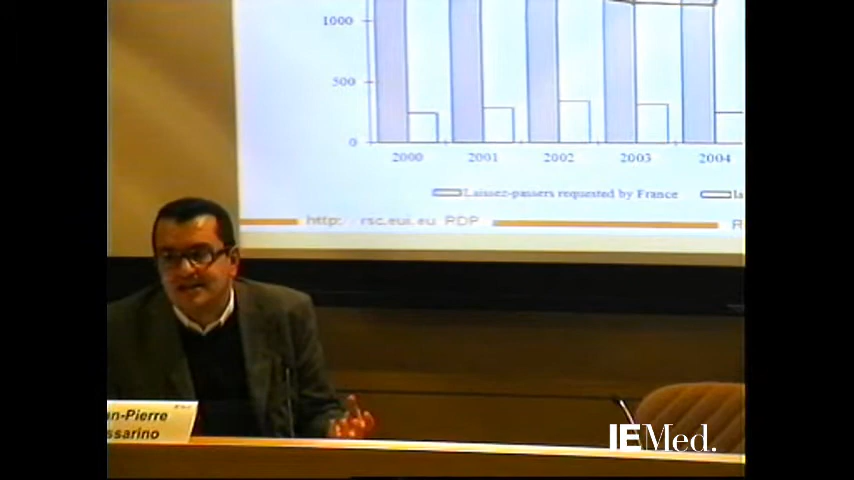 1000
500
0
2000 2001 2002 2003 2004
Laissez-passers requested by France la
http: rsc.eui.eu RDP R
n-Pierre
ssarino
IEMed.